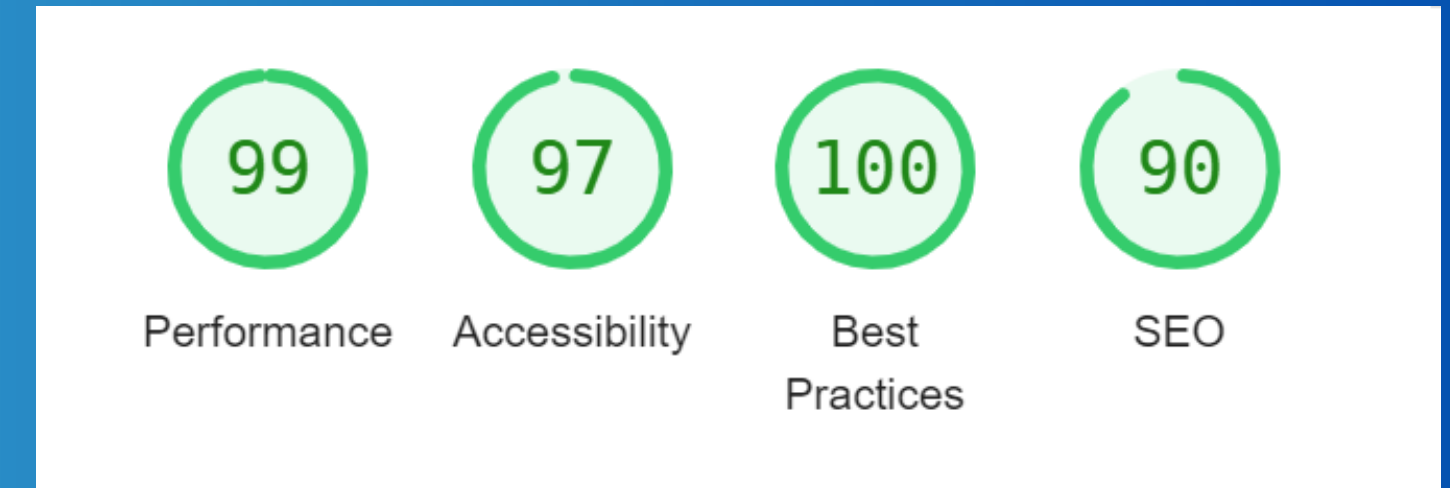 99
97
100
90
Performance
Accessibility
Best
Practices
SEO